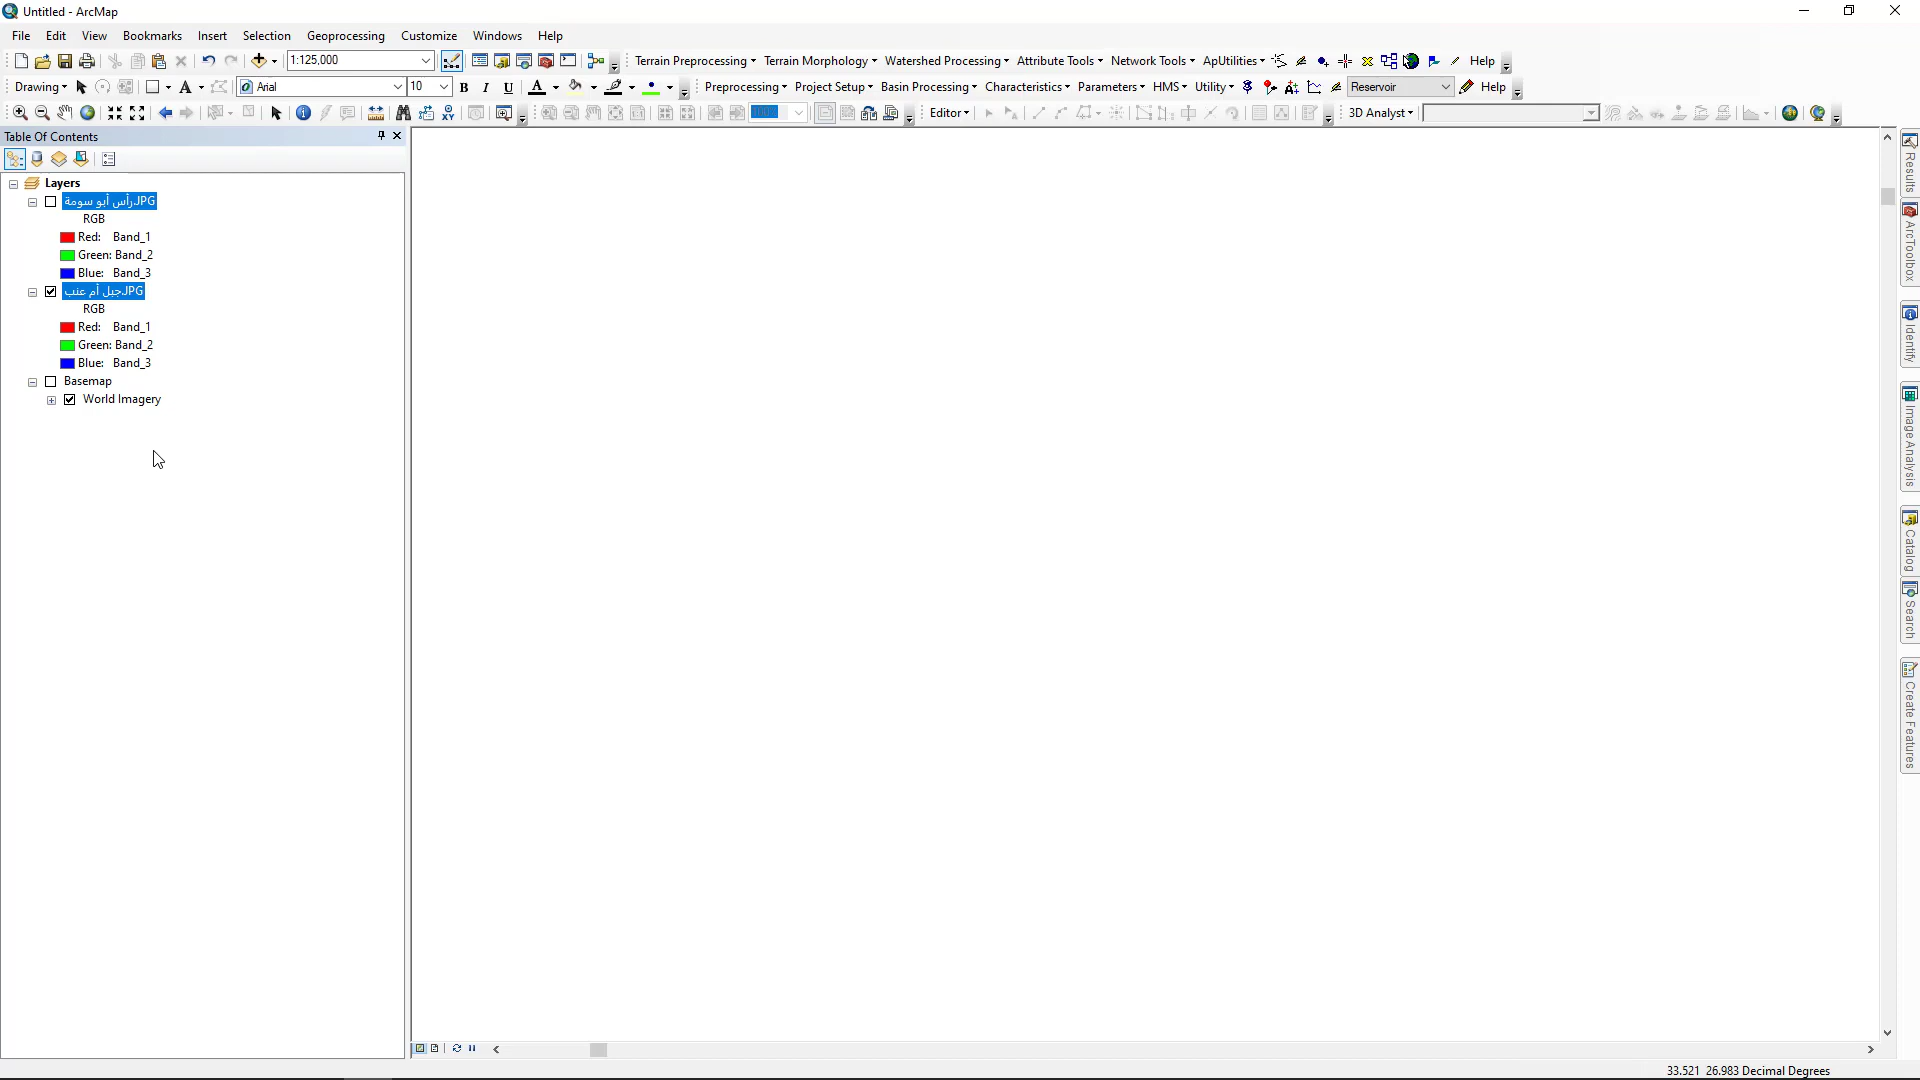 Untitled - ArcMap
File Edit View Bookmarks Insert Selection Geoprocessing Customize Windows Help
1:125,000 Terrain Preprocessing Terrain Morphology Watershed Processing Attribute Tools Network Tools ApUtilities Help
Drawing A Arial 10 B I U A Preprocessing Project Setup Basin Processing Characteristics Parameters HMS Utility Reservoir Help
Editor 3D Analyst
Table Of Contents
Layers
رأس أبو سومة.JPG
RGB
Red: Band_1
Green: Band_2
Blue: Band_3
جبل أم عنب.JPG
RGB
Red: Band_1
Green: Band_2
Blue: Band_3
Basemap
World Imagery
Results
ArcToolbox
Identify
Image Analysis
Catalog
Search
Create Features
33.521 26.983 Decimal Degrees